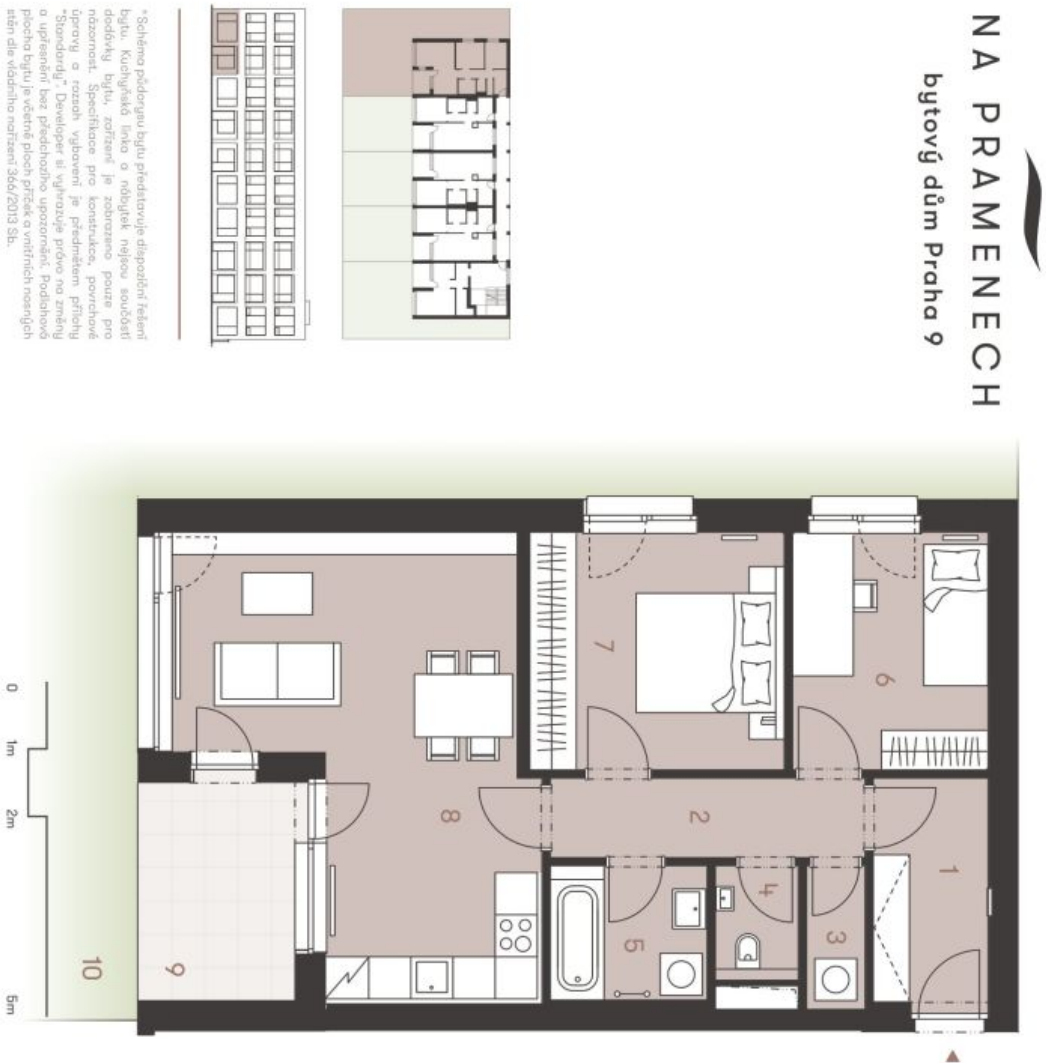 NA PRAMENECH
bytový dům Praha 9
*Schéma půdorysu bytu představuje dispoziční řešení
bytu. Kuchyňská linka a nábytek nejsou součástí
dodávky bytu, zařízení je zobrazeno pouze pro
názornost. Specifikace pro konstrukce, povrchové
úpravy a rozsah vybavení je předmětem přílohy
"Standardy". Developer si vyhrazuje právo na změny
a upřesnění bez předchozího upozornění. Podlahová
plocha bytu je včetně ploch příček a vnitřních nosných
stěn dle vládního nařízení 366/2013 Sb.
1
2
3
4
5
6
7
8
9
10
0 1m 2m 5m